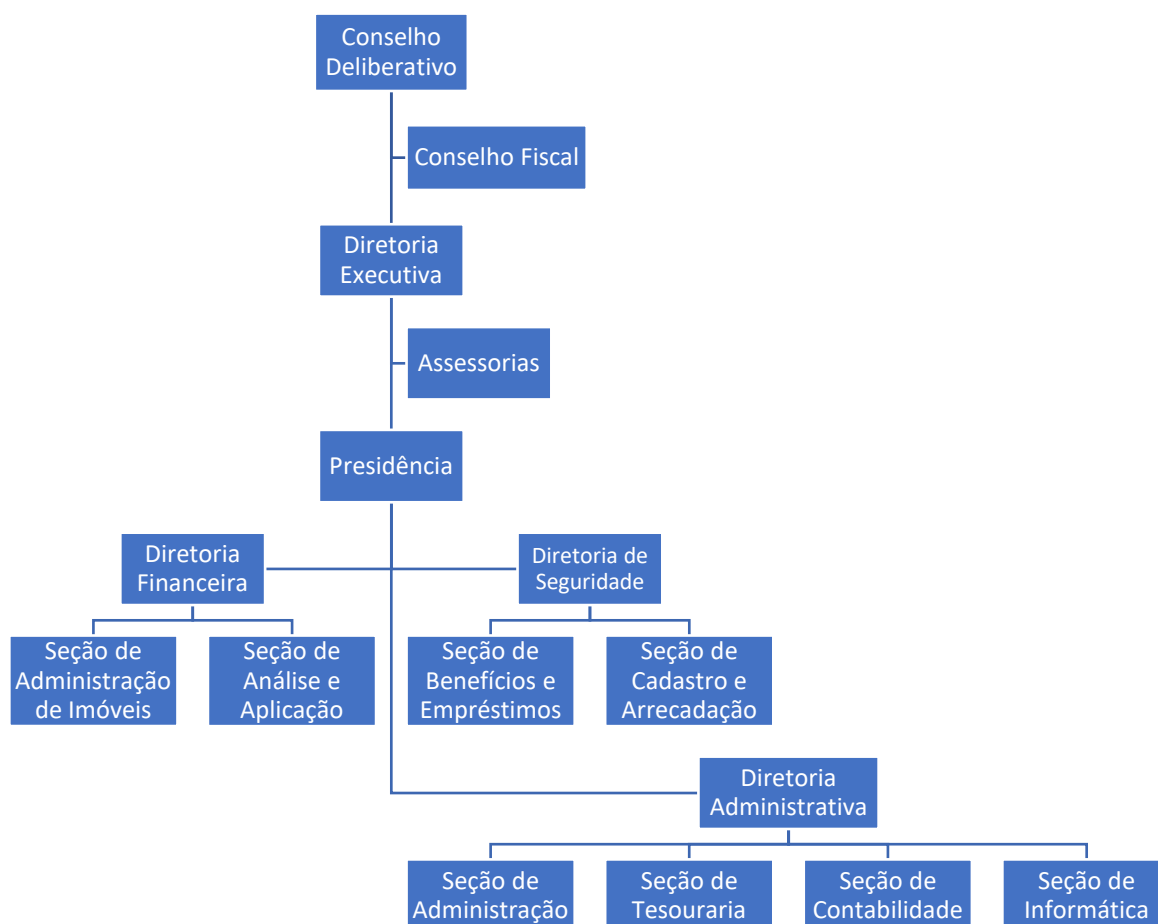 Conselho
Deliberativo
Conselho Fiscal
Diretoria
Executiva
Assessorias
Presidência
Diretoria
Financeira
Diretoria de
Seguridade
Seção de
Administração
de Imóveis
Seção de
Análise e
Aplicação
Seção de
Benefícios e
Empréstimos
Seção de
Cadastro e
Arrecadação
Diretoria
Administrativa
Seção de
Administração
Seção de
Tesouraria
Seção de
Contabilidade
Seção de
Informática